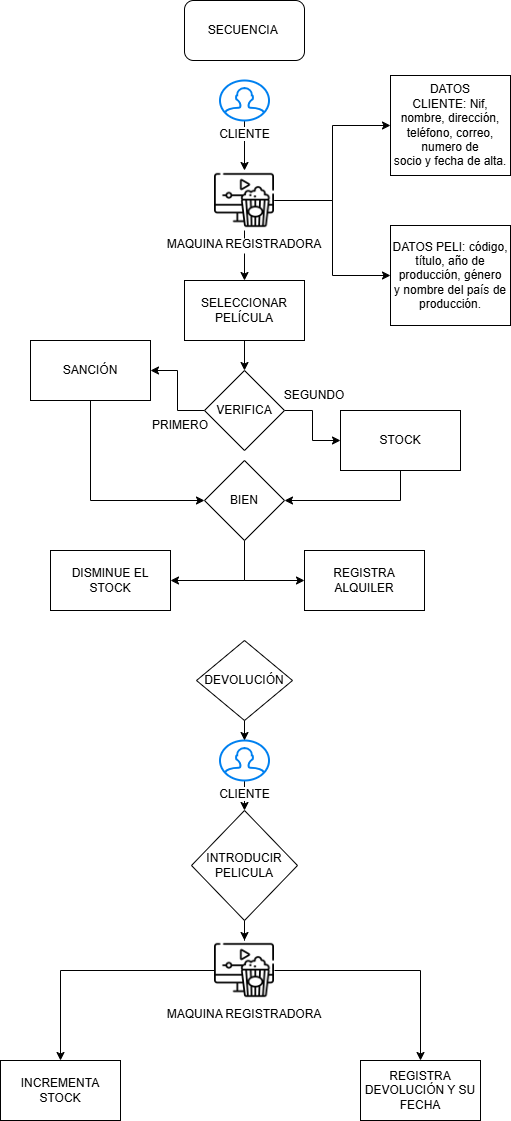 SECUENCIA
CLIENTE
DATOS
CLIENTE: Nif,
nombre, dirección,
teléfono, correo,
numero de
socio y fecha de alta.
MAQUINA REGISTRADORA
DATOS PELI: código,
título, año de
producción, género
y nombre del país de
producción.
SELECCIONAR
PELÍCULA
SANCIÓN
VERIFICA
SEGUNDO
PRIMERO
STOCK
BIEN
DISMINUE EL
STOCK
REGISTRA
ALQUILER
DEVOLUCIÓN
CLIENTE
INTRODUCIR
PELICULA
MAQUINA REGISTRADORA
INCREMENTA
STOCK
REGISTRA
DEVOLUCIÓN Y SU
FECHA